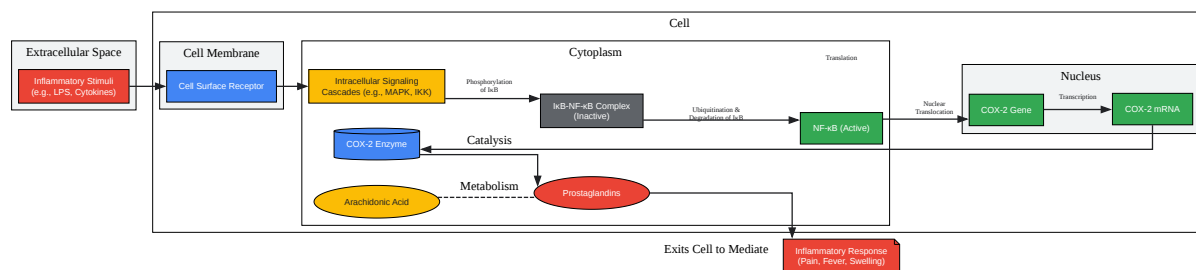 Cell
Extracellular Space
Inflammatory Stimuli
(e.g., LPS, Cytokines)
Cell Membrane
Cell Surface Receptor
Cytoplasm
Intracellular Signaling
Cascades (e.g., MAPK, IKK)
Phosphorylation
of IκB
IκB-NF-κB Complex
(Inactive)
Ubiquitination &
Degradation of IκB
Translation
NF-κB (Active)
Nuclear
Translocation
Nucleus
COX-2 Gene
Transcription
COX-2 mRNA
COX-2 Enzyme
Catalysis
Arachidonic Acid
Metabolism
Prostaglandins
Exits Cell to Mediate
Inflammatory Response
(Pain, Fever, Swelling)